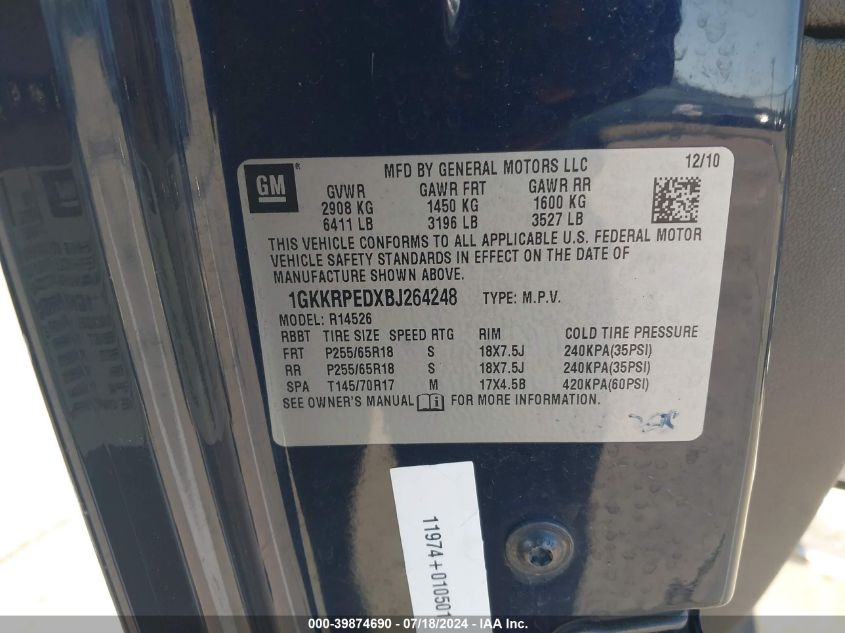 GM
®
MFD BY GENERAL MOTORS LLC 12/10
GVWR GAWR FRT GAWR RR
2908 KG 1450 KG 1600 KG
6411 LB 3196 LB 3527 LB
THIS VEHICLE CONFORMS TO ALL APPLICABLE U.S. FEDERAL MOTOR
VEHICLE SAFETY STANDARDS IN EFFECT ON THE DATE OF
MANUFACTURE SHOWN ABOVE.
1GKKRPEDXBJ264248 TYPE: M.P.V.
MODEL: R14526
RBBT TIRE SIZE SPEED RTG RIM COLD TIRE PRESSURE
FRT P255/65R18 S 18X7.5J 240KPA(35PSI)
RR P255/65R18 S 18X7.5J 240KPA(35PSI)
SPA T145/70R17 M 17X4.5B 420KPA(60PSI)
SEE OWNER'S MANUAL FOR MORE INFORMATION.
11974+010501
000-39874690 07/18/2024 IAAI.com